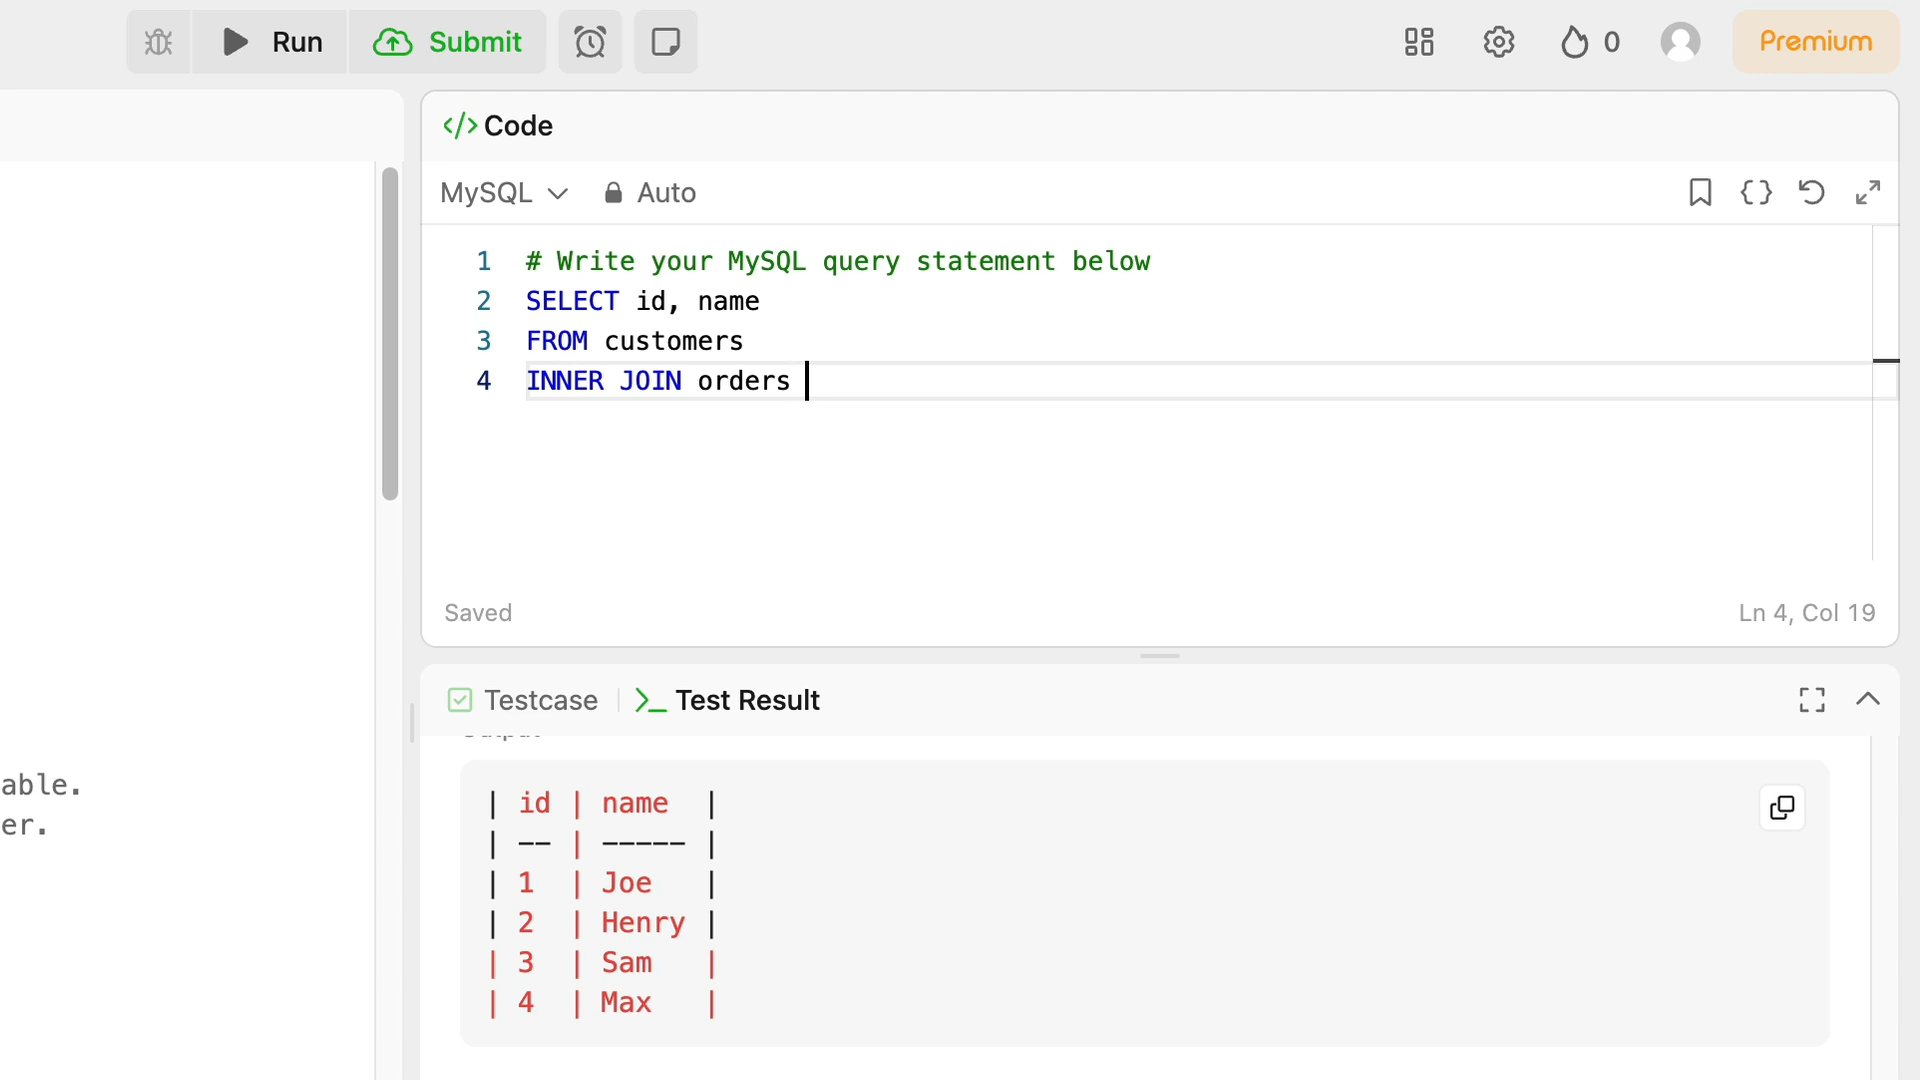 Run
Submit
0
Premium
</> Code
MySQL
Auto
1 # Write your MySQL query statement below
2 SELECT id, name
3 FROM customers
4 INNER JOIN orders
Saved
Ln 4, Col 19
Testcase
>_ Test Result
able.
er.
| id | name |
| -- | ----- |
| 1 | Joe |
| 2 | Henry |
| 3 | Sam |
| 4 | Max |